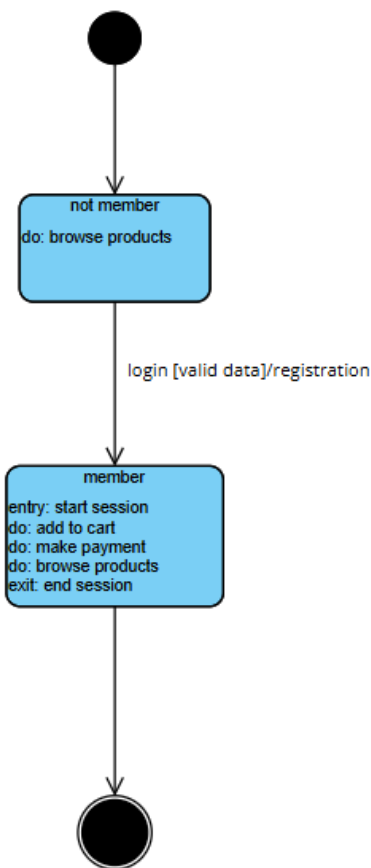 not member
do: browse products
login [valid data]/registration
member
entry: start session
do: add to cart
do: make payment
do: browse products
exit: end session